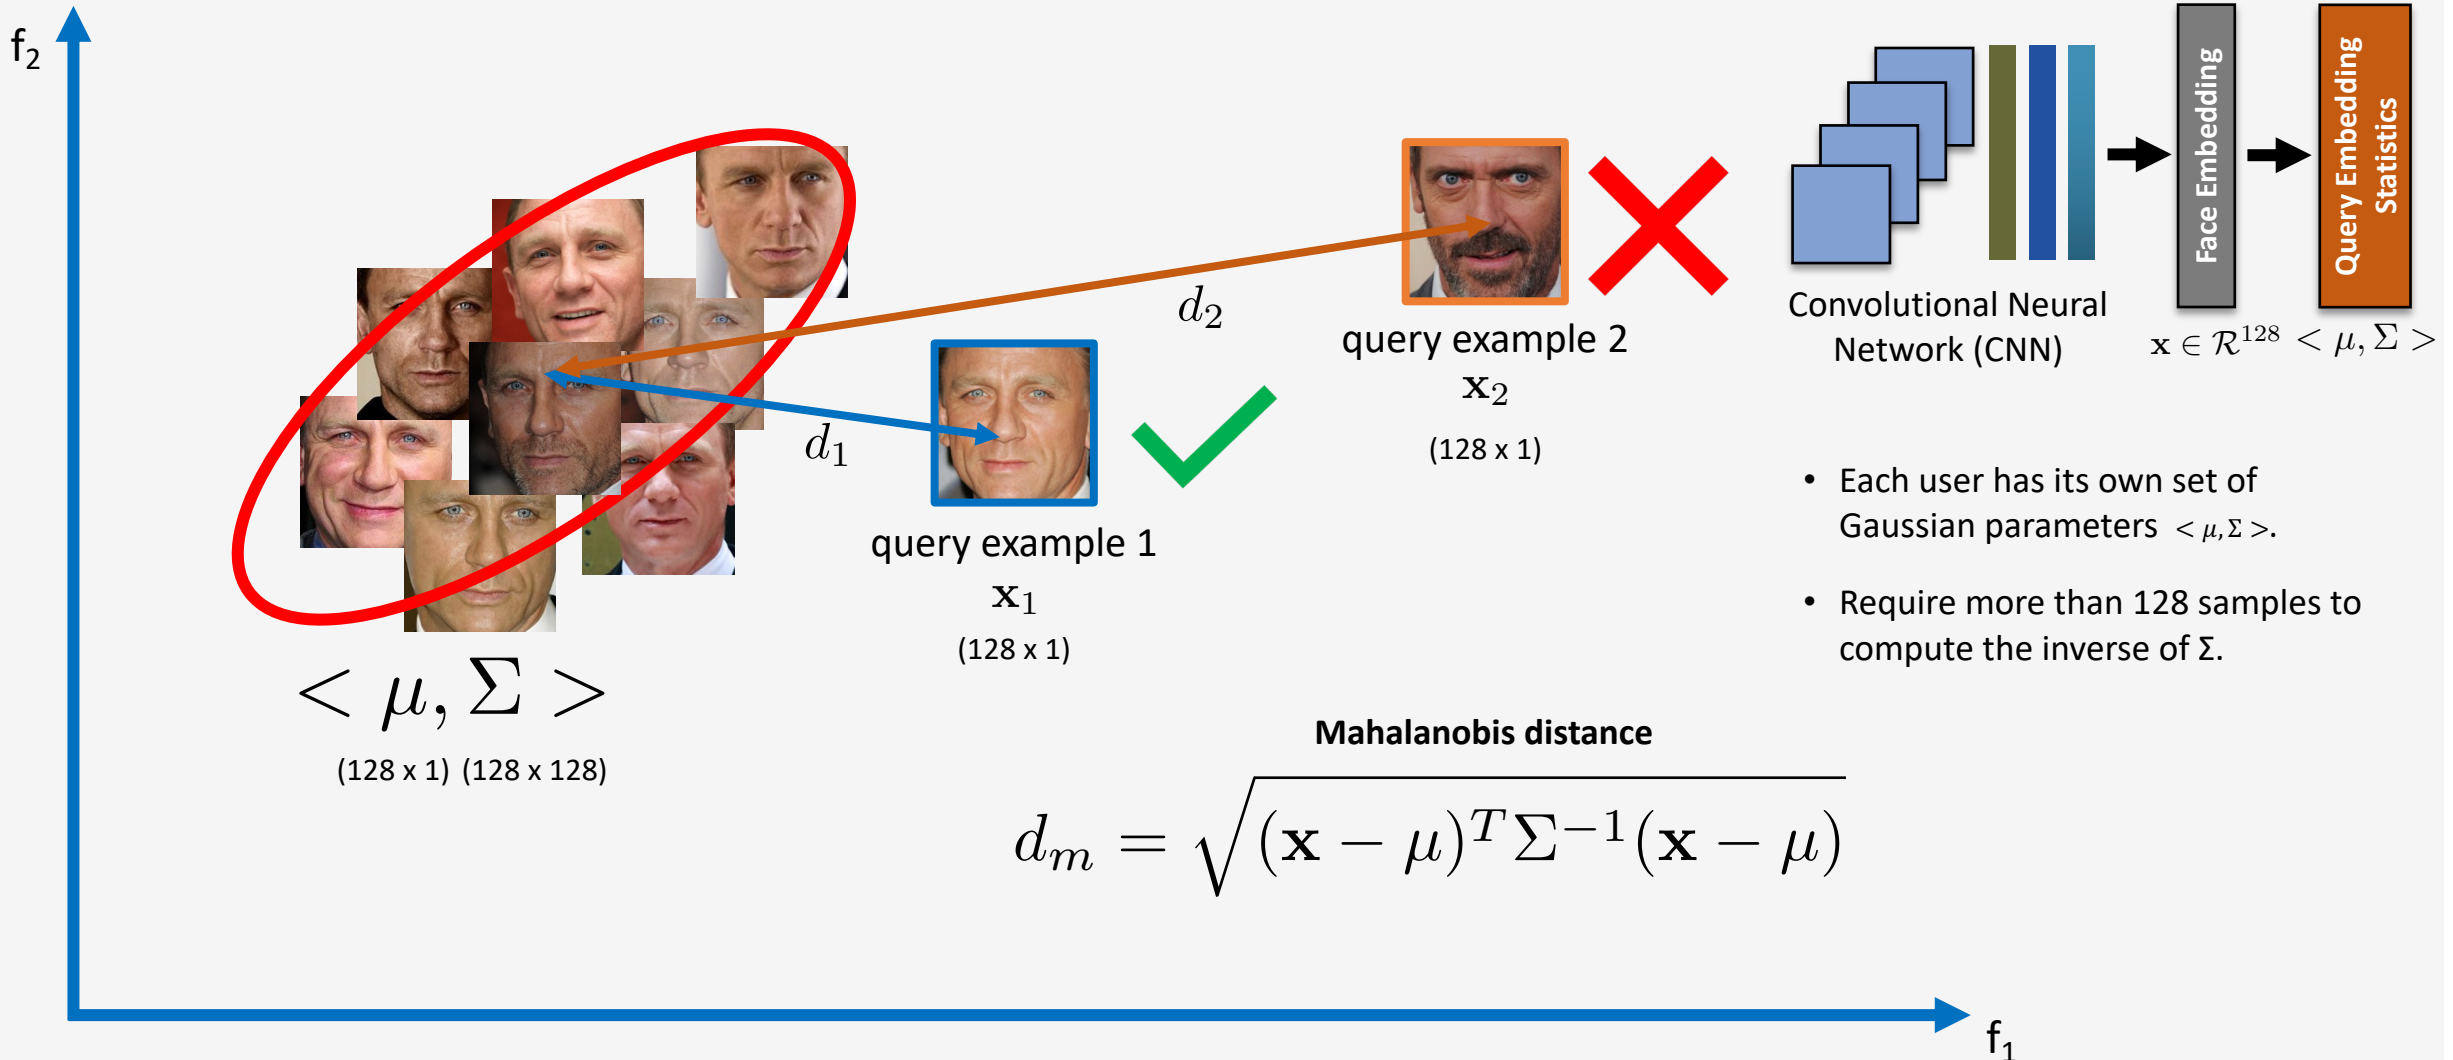 f₂
Face Embedding
Query Embedding
Statistics
d₂
Convolutional Neural
Network (CNN)
x ∈ R¹²⁸ < μ, Σ >
query example 2
x₂
(128 x 1)
d₁
query example 1
x₁
(128 x 1)
• Each user has its own set of
Gaussian parameters < μ, Σ >.
• Require more than 128 samples to
compute the inverse of Σ.
< μ, Σ >
(128 x 1) (128 x 128)
Mahalanobis distance
dₘ = √(x − μ)ᵀΣ⁻¹(x − μ)
f₁